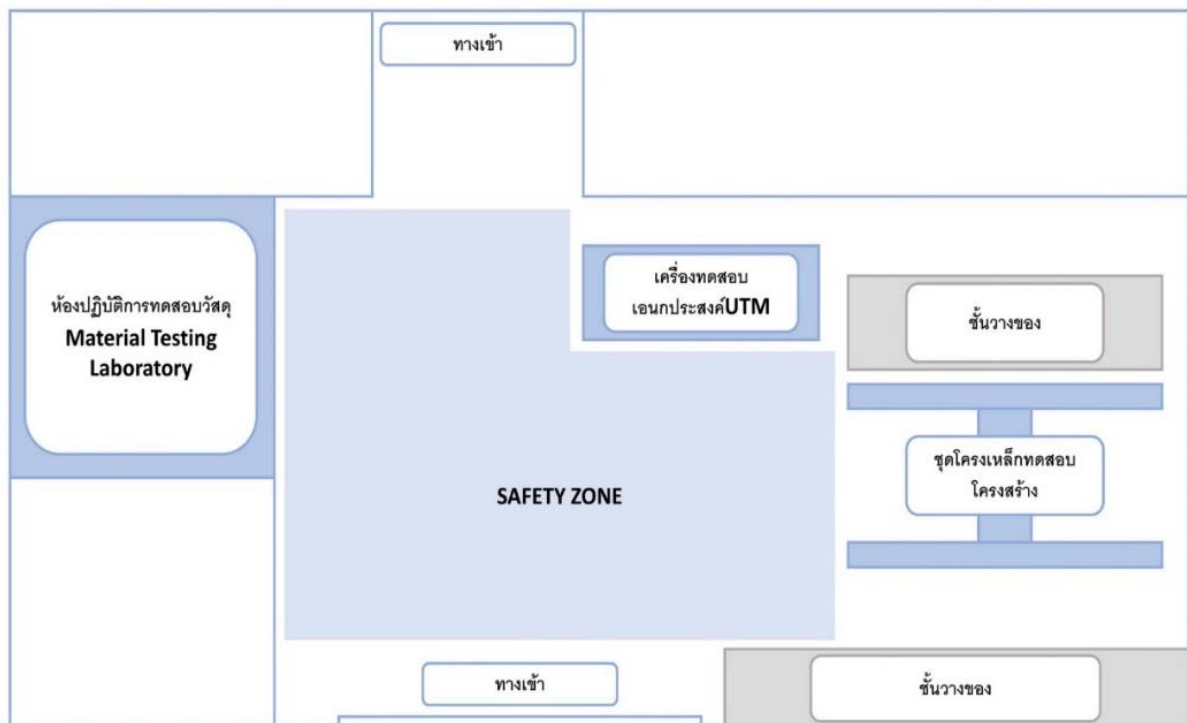 ทางเข้า
ห้องปฏิบัติการทดสอบวัสดุ
Material Testing
Laboratory
เครื่องทดสอบ
เอนกประสงค์UTM
ชั้นวางของ
ชุดโครงเหล็กทดสอบ
โครงสร้าง
SAFETY ZONE
ทางเข้า
ชั้นวางของ